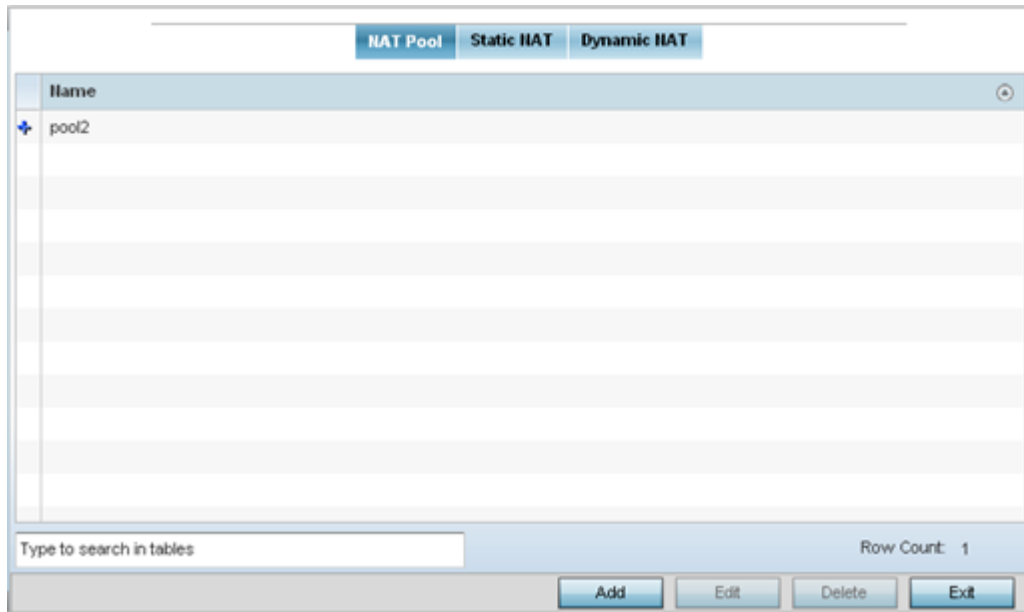 NAT Pool Static NAT Dynamic NAT
Name
pool2
Type to search in tables Row Count: 1
Add Edit Delete Exit